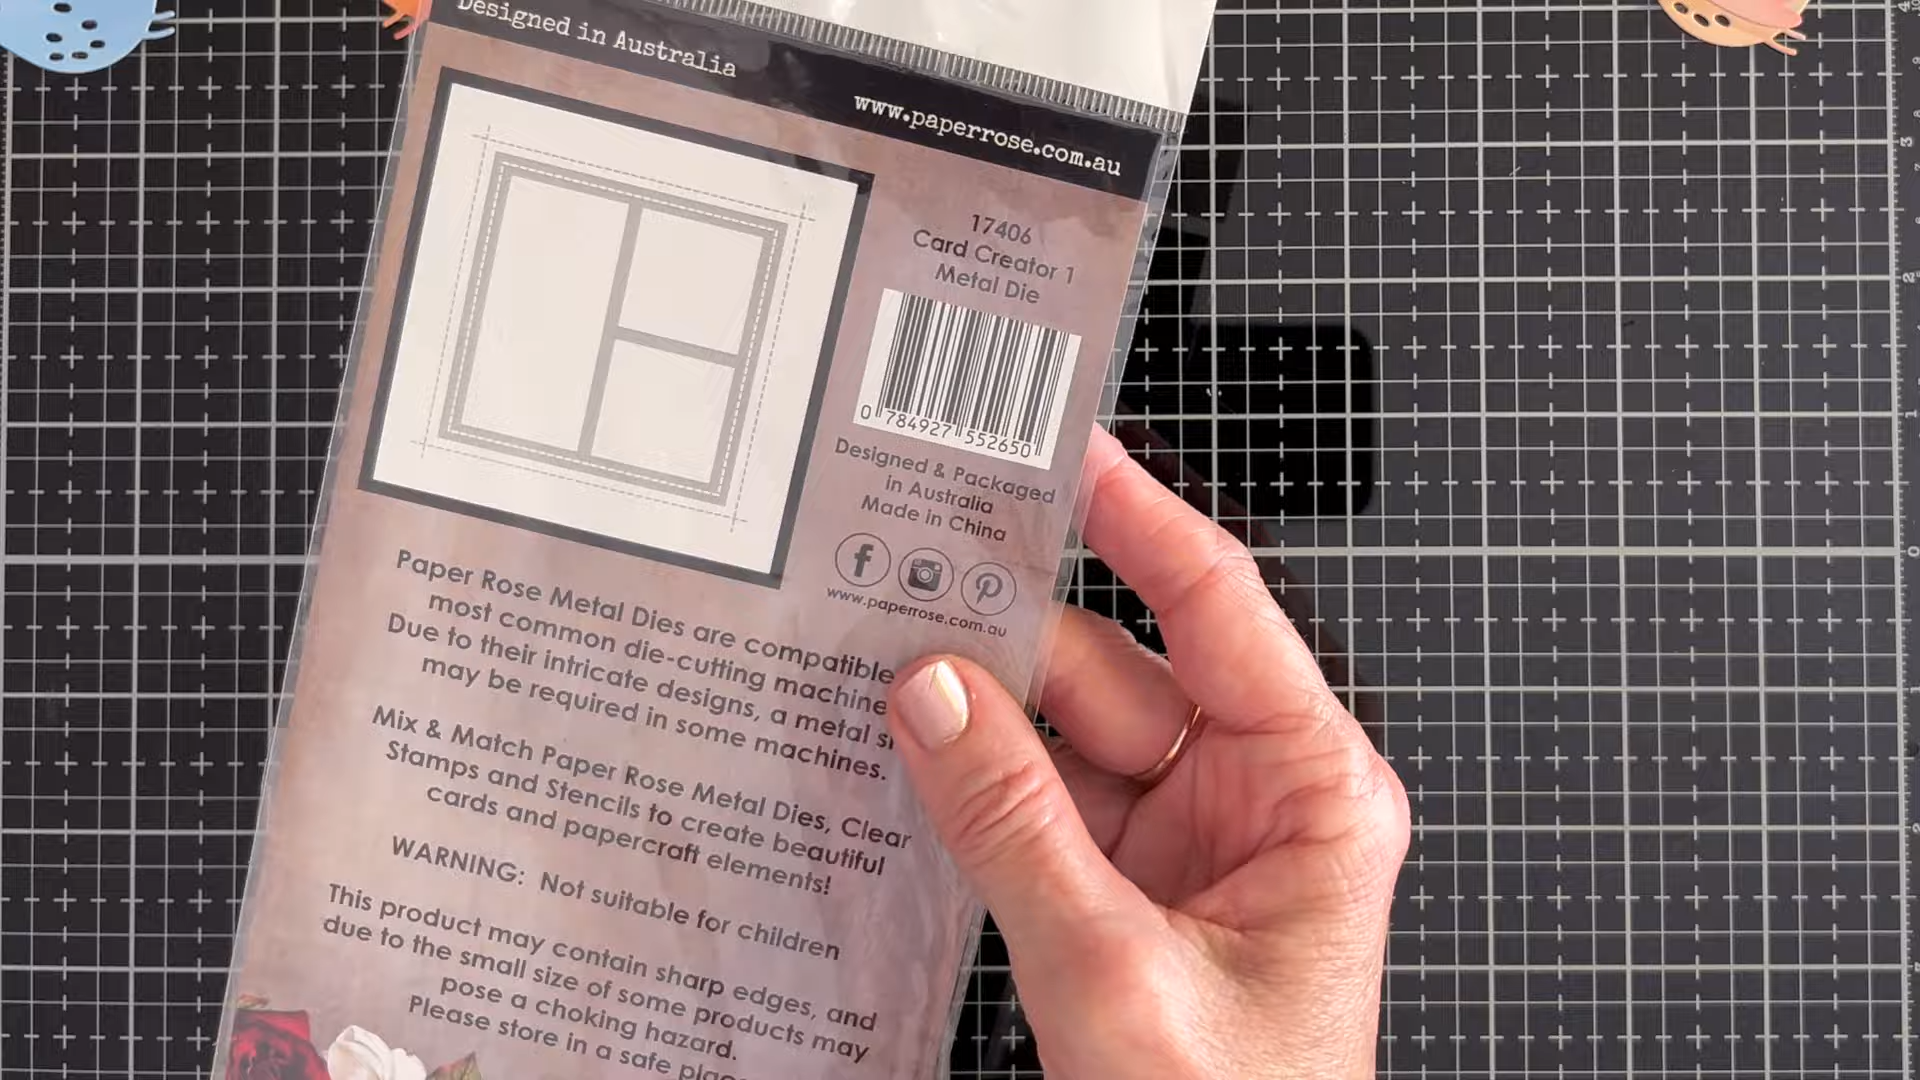 Designed in Australia
www.paperrose.com.au
17406
Card Creator 1
Metal Die
0 784927 552650
Designed & Packaged
in Australia
Made in China
www.paperrose.com.au
Paper Rose Metal Dies are compatible
most common die-cutting machine
Due to their intricate designs, a metal
may be required in some machines.
Mix & Match Paper Rose Metal Dies, Clear
Stamps and Stencils to create beautiful
cards and papercraft elements!
WARNING: Not suitable for children
This product may contain sharp edges, and
due to the small size of some products may
pose a choking hazard.
Please store in a safe